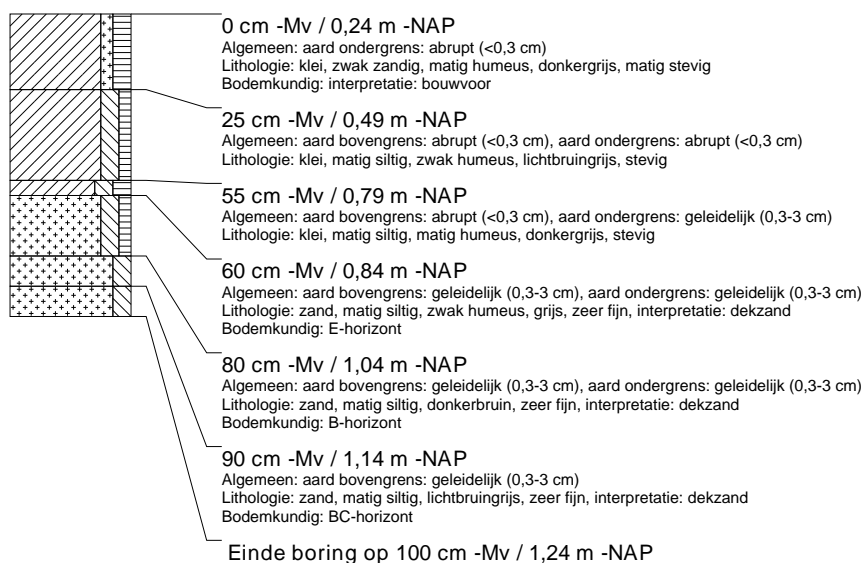 0 cm -Mv / 0,24 m -NAP
Algemeen: aard ondergrens: abrupt (<0,3 cm)
Lithologie: klei, zwak zandig, matig humeus, donkergrijs, matig stevig
Bodemkundig: interpretatie: bouwvoor
25 cm -Mv / 0,49 m -NAP
Algemeen: aard bovengrens: abrupt (<0,3 cm), aard ondergrens: abrupt (<0,3 cm)
Lithologie: klei, matig siltig, zwak humeus, lichtbruingrijs, stevig
55 cm -Mv / 0,79 m -NAP
Algemeen: aard bovengrens: abrupt (<0,3 cm), aard ondergrens: geleidelijk (0,3-3 cm)
Lithologie: klei, matig siltig, matig humeus, donkergrijs, stevig
60 cm -Mv / 0,84 m -NAP
Algemeen: aard bovengrens: geleidelijk (0,3-3 cm), aard ondergrens: geleidelijk (0,3-3 cm)
Lithologie: zand, matig siltig, zwak humeus, grijs, zeer fijn, interpretatie: dekzand
Bodemkundig: E-horizont
80 cm -Mv / 1,04 m -NAP
Algemeen: aard bovengrens: geleidelijk (0,3-3 cm), aard ondergrens: geleidelijk (0,3-3 cm)
Lithologie: zand, matig siltig, donkerbruin, zeer fijn, interpretatie: dekzand
Bodemkundig: B-horizont
90 cm -Mv / 1,14 m -NAP
Algemeen: aard bovengrens: geleidelijk (0,3-3 cm)
Lithologie: zand, matig siltig, lichtbruingrijs, zeer fijn, interpretatie: dekzand
Bodemkundig: BC-horizont
Einde boring op 100 cm -Mv / 1,24 m -NAP